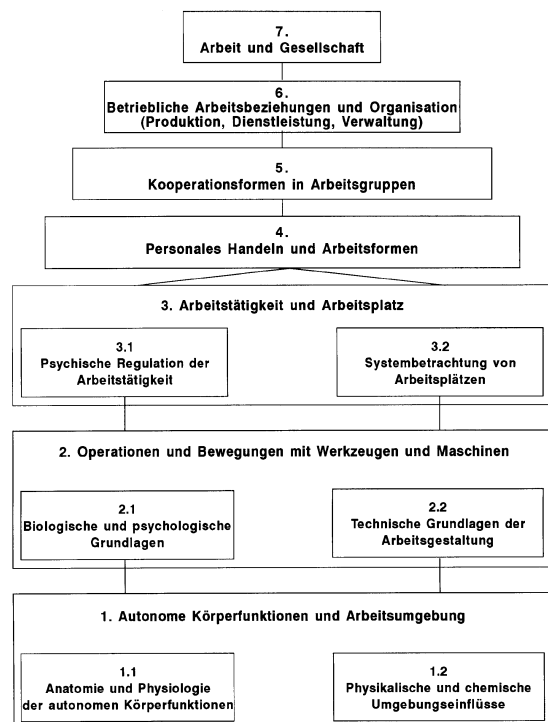 7.
Arbeit und Gesellschaft
6.
Betriebliche Arbeitsbeziehungen und Organisation
(Produktion, Dienstleistung, Verwaltung)
5.
Kooperationsformen in Arbeitsgruppen
4.
Personales Handeln und Arbeitsformen
3. Arbeitstätigkeit und Arbeitsplatz
3.1
Psychische Regulation der
Arbeitstätigkeit
3.2
Systembetrachtung von
Arbeitsplätzen
2. Operationen und Bewegungen mit Werkzeugen und Maschinen
2.1
Biologische und psychologische
Grundlagen
2.2
Technische Grundlagen der
Arbeitsgestaltung
1. Autonome Körperfunktionen und Arbeitsumgebung
1.1
Anatomie und Physiologie
der autonomen Körperfunktionen
1.2
Physikalische und chemische
Umgebungseinflüsse